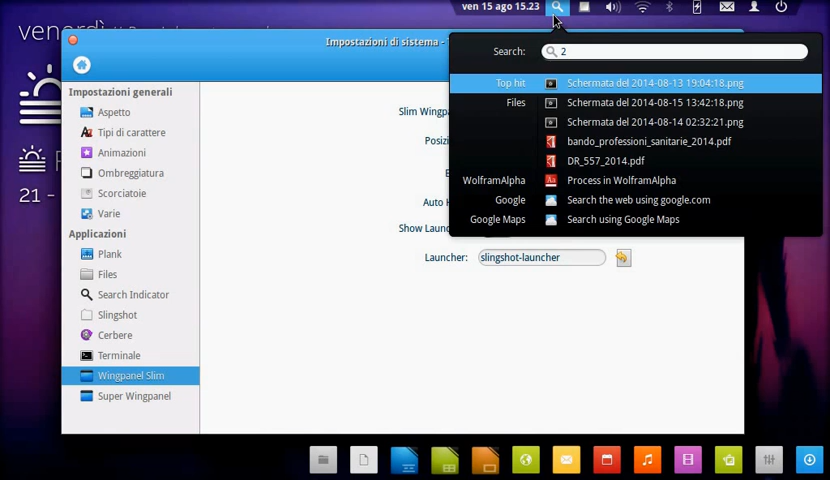 ven 15 ago 15.23
venerdì
Impostazioni di sistema -
Search: 2
Top hit Schermata del 2014-08-13 19:04:18.png
Files Schermata del 2014-08-15 13:42:18.png
Schermata del 2014-08-14 02:32:21.png
bando_professioni_sanitarie_2014.pdf
DR_557_2014.pdf
WolframAlpha Process in WolframAlpha
Google Search the web using google.com
Google Maps Search using Google Maps
Impostazioni generali
Aspetto
Tipi di carattere
Animazioni
Ombreggiatura
Scorciatoie
Varie
Applicazioni
Plank
Files
Search Indicator
Slingshot
Cerbere
Terminale
Wingpanel Slim
Super Wingpanel
Slim Wingpa
Posizi
Auto H
Show Launc
Launcher: slingshot-launcher
21 -